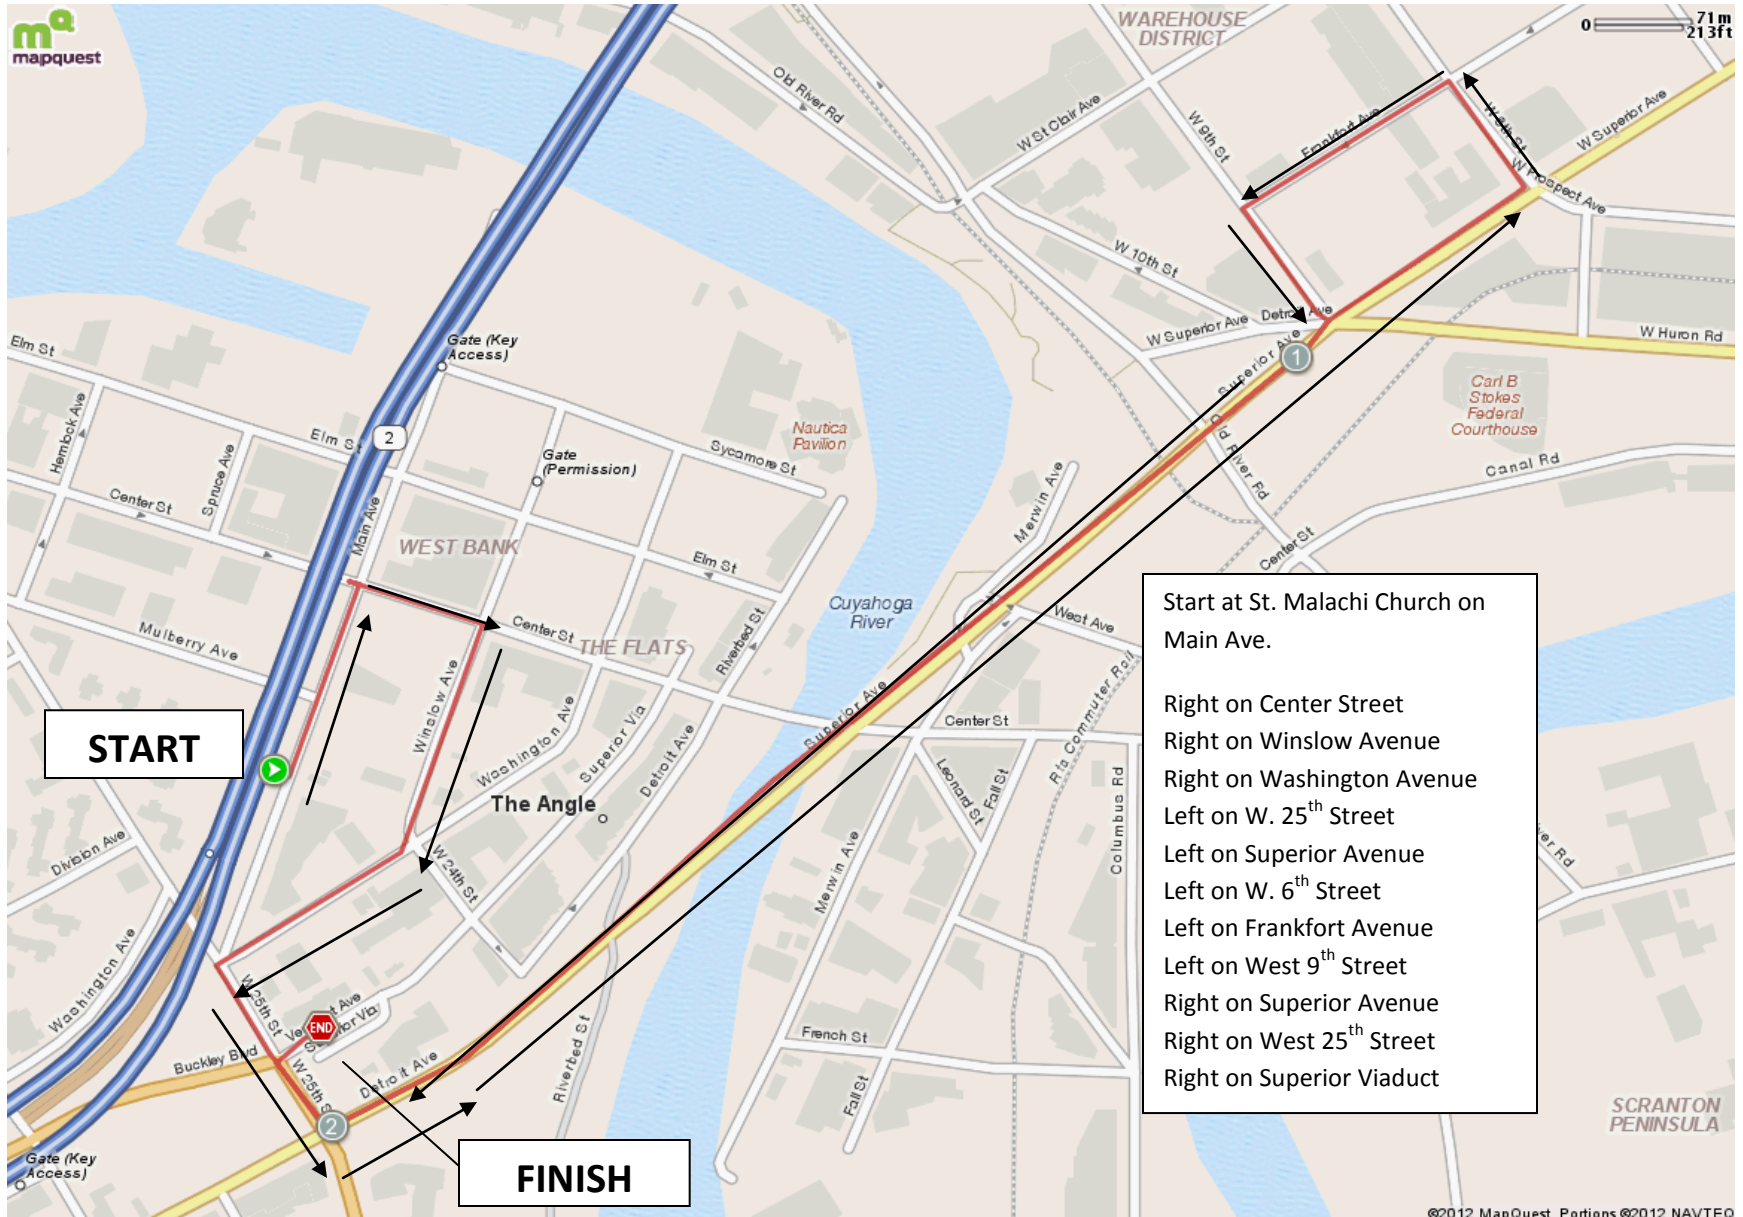 mapquest
WAREHOUSE
DISTRICT
0
71m
213ft
Old River Rd
W St Clair Ave
W 9th St
Frankfort Ave
W 6th St
W Superior Ave
W Prospect Ave
W 10th St
W Superior Ave
Detroit Ave
Superior Ave
1
W Huron Rd
Elm St
Gate (Key
Access)
Hemlock Ave
Spruce Ave
Elm St
2
Nautica
Pavilion
Carl B
Stokes
Federal
Courthouse
Gate
(Permission)
Sycamore St
Old River Rd
Canal Rd
Center St
Main Ave
WEST BANK
Elm St
Merwin Ave
Center St
Cuyahoga
River
Mulberry Ave
Center St
THE FLATS
Riverbed St
West Ave
Start at St. Malachi Church on
Main Ave.
Right on Center Street
Right on Winslow Avenue
Right on Washington Avenue
Left on W. 25th Street
Left on Superior Avenue
Left on W. 6th Street
Left on Frankfort Avenue
Left on West 9th Street
Right on Superior Avenue
Right on West 25th Street
Right on Superior Viaduct
START
Winslow Ave
Washington Ave
Superior Via
Detroit Ave
Superior Ave
Center St
Rta Commuter Rail
The Angle
Leonard St
Fall St
Columbus Rd
Division Ave
W 24th St
Merwin Ave
Washington Ave
W 25th St
END
Buckley Blvd
W 25th S
Detroit Ave
Riverbed St
French St
Fall St
2
FINISH
Gate (Key
Access)
SCRANTON
PENINSULA
©2012 MapQuest Portions ©2012 NAVTEQ